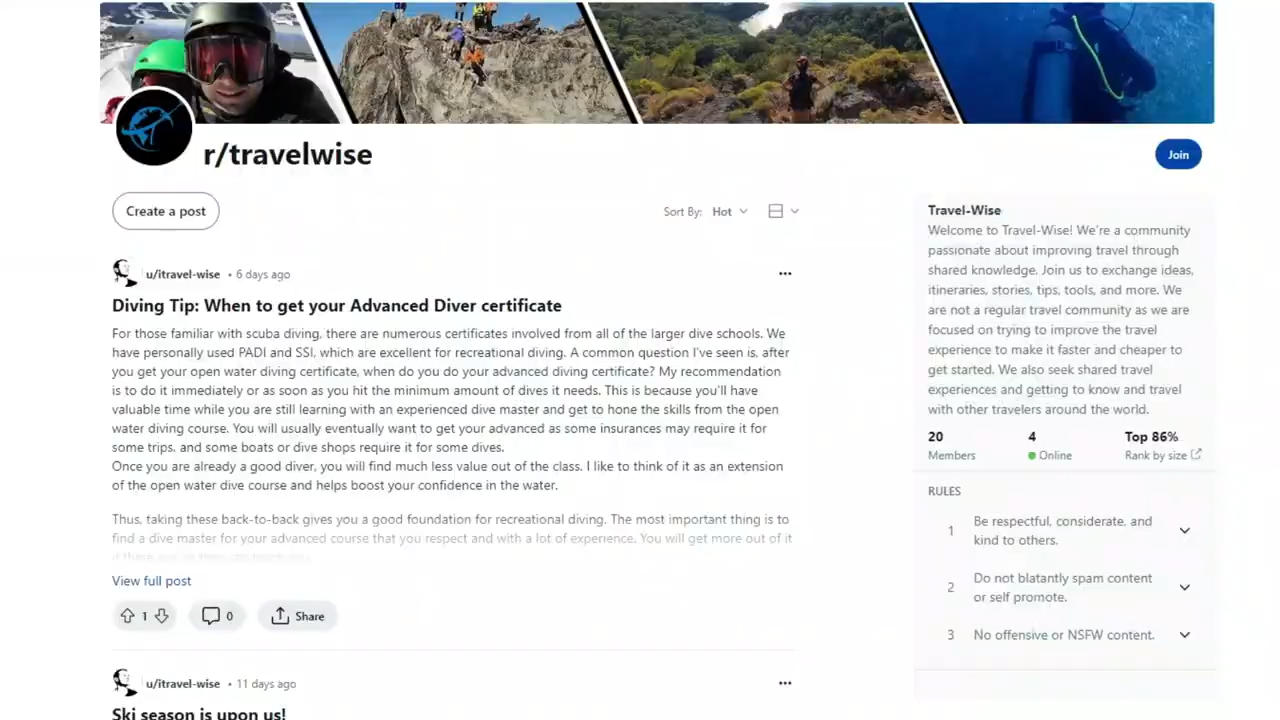 r/travelwise
Join
Create a post
Sort By: Hot
u/itravel-wise • 6 days ago
Diving Tip: When to get your Advanced Diver certificate
For those familiar with scuba diving, there are numerous certificates involved from all of the larger dive schools. We
have personally used PADI and SSI, which are excellent for recreational diving. A common question I've seen is, after
you get your open water diving certificate, when do you do your advanced diving certificate? My recommendation
is to do it immediately or as soon as you hit the minimum amount of dives it needs. This is because you'll have
valuable time while you are still learning with an experienced dive master and get to hone the skills from the open
water diving course. You will usually eventually want to get your advanced as some insurances may require it for
some trips, and some boats or dive shops require it for some dives.
Once you are already a good diver, you will find much less value out of the class. I like to think of it as an extension
of the open water dive course and helps boost your confidence in the water.
Thus, taking these back-to-back gives you a good foundation for recreational diving. The most important thing is to
find a dive master for your advanced course that you respect and with a lot of experience. You will get more out of it
View full post
1
0
Share
u/itravel-wise • 11 days ago
Ski season is upon us!
Travel-Wise
Welcome to Travel-Wise! We're a community
passionate about improving travel through
shared knowledge. Join us to exchange ideas,
itineraries, stories, tips, tools, and more. We
are not a regular travel community as we are
focused on trying to improve the travel
experience to make it faster and cheaper to
get started. We also seek shared travel
experiences and getting to know and travel
with other travelers around the world.
20 4 Top 86%
Members Online Rank by size
RULES
1 Be respectful, considerate, and
kind to others.
2 Do not blatantly spam content
or self promote.
3 No offensive or NSFW content.